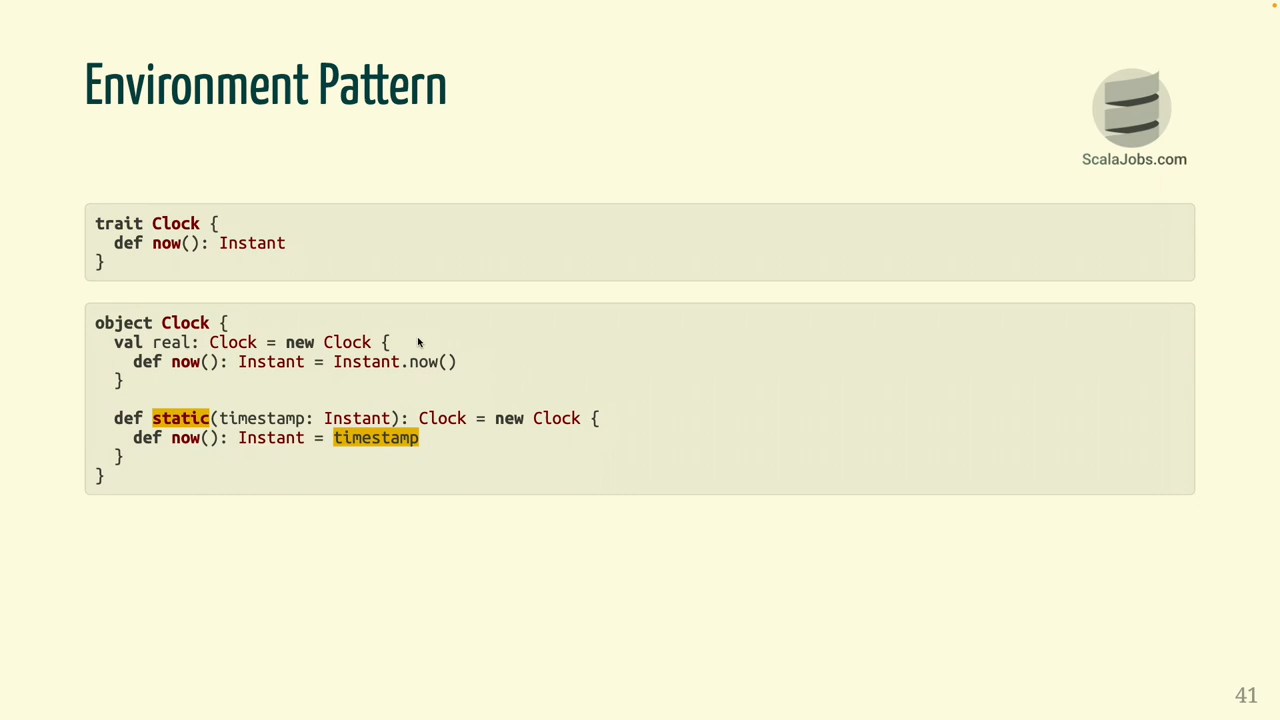 Environment Pattern
ScalaJobs.com
trait Clock {
  def now(): Instant
}
object Clock {
  val real: Clock = new Clock {
    def now(): Instant = Instant.now()
  }
  def static(timestamp: Instant): Clock = new Clock {
    def now(): Instant = timestamp
  }
}
41